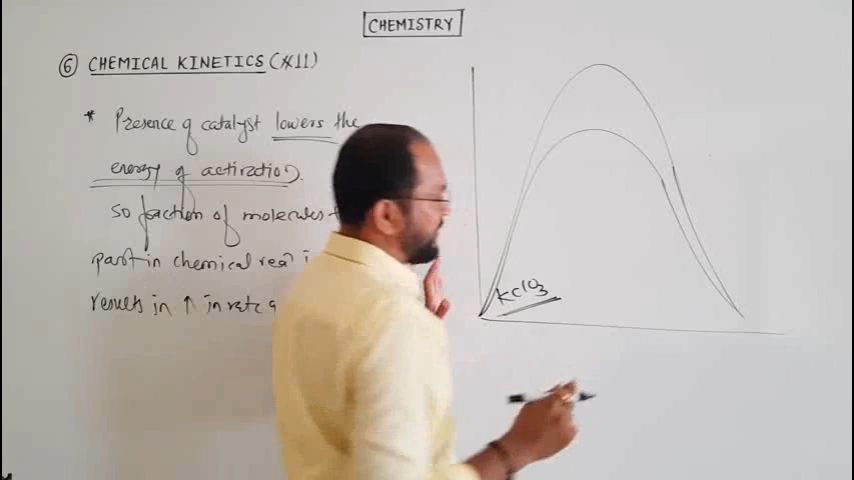 CHEMISTRY
⑥ CHEMICAL KINETICS (*11)
* Presence of catalyst lowers the
energy of activation.
so fraction of molecules
part in chemical rea
results in ↑ in rate
KClO3